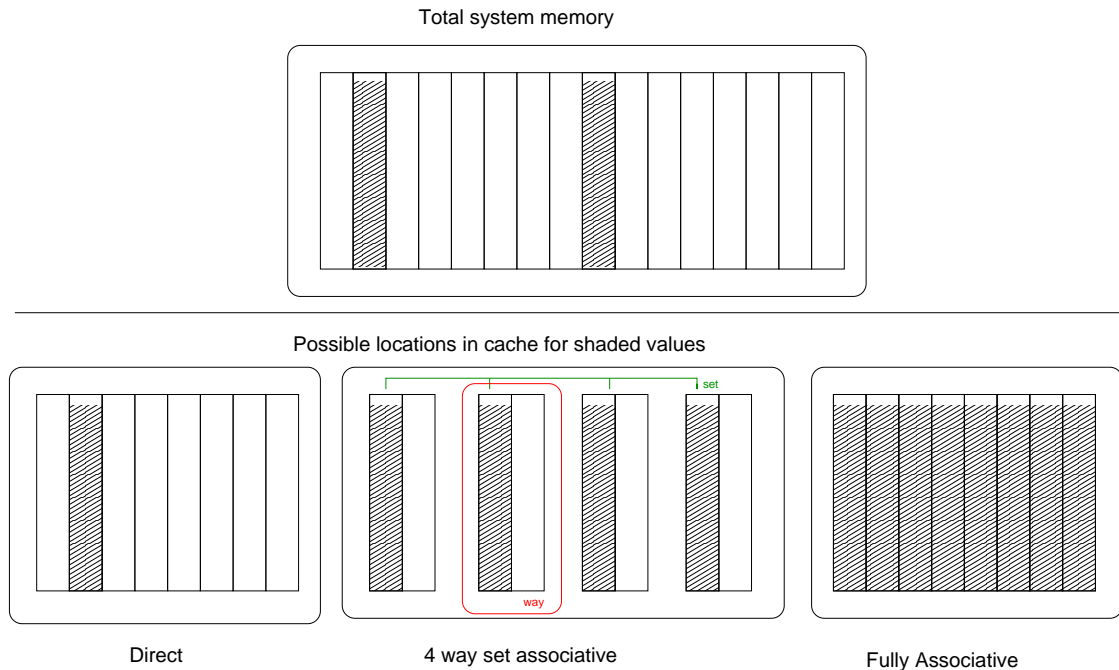 Total system memory
Possible locations in cache for shaded values
set
way
Direct
4 way set associative
Fully Associative